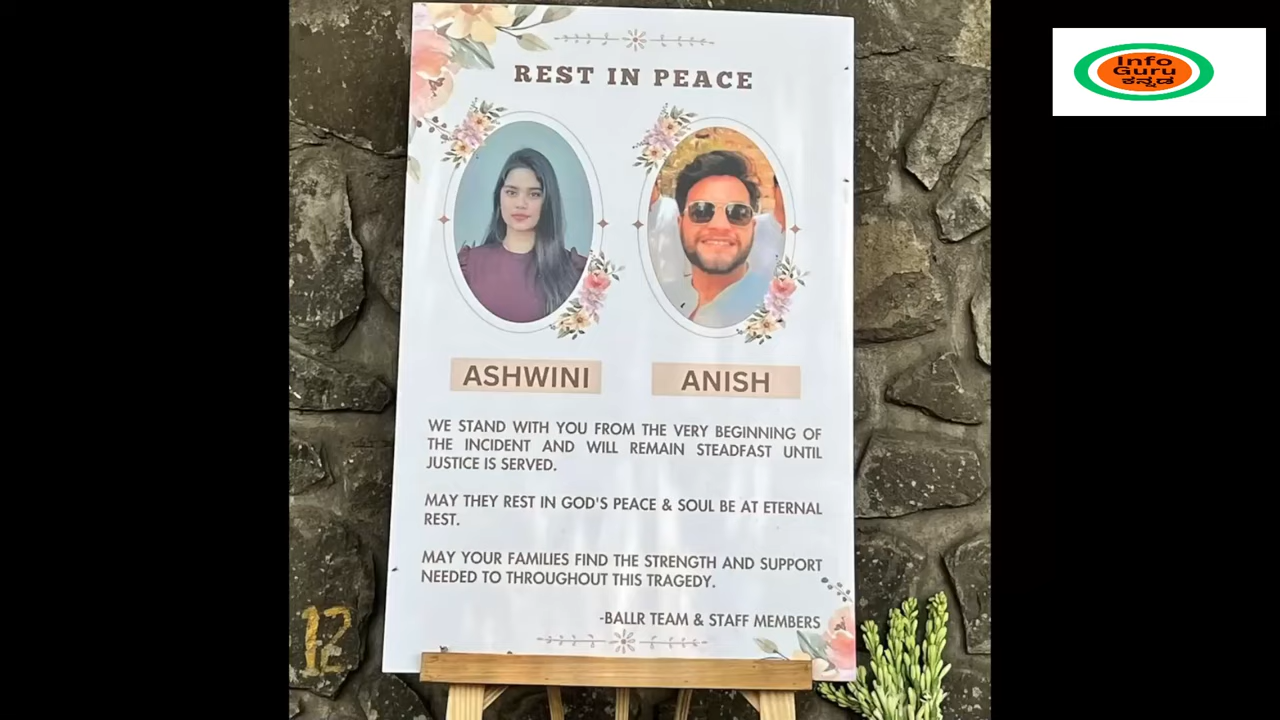 Info
Guru
ಕನ್ನಡ
REST IN PEACE
ASHWINI
ANISH
WE STAND WITH YOU FROM THE VERY BEGINNING OF
THE INCIDENT AND WILL REMAIN STEADFAST UNTIL
JUSTICE IS SERVED.
MAY THEY REST IN GOD'S PEACE & SOUL BE AT ETERNAL
REST.
MAY YOUR FAMILIES FIND THE STRENGTH AND SUPPORT
NEEDED TO THROUGHOUT THIS TRAGEDY.
-BALLR TEAM & STAFF MEMBERS
12